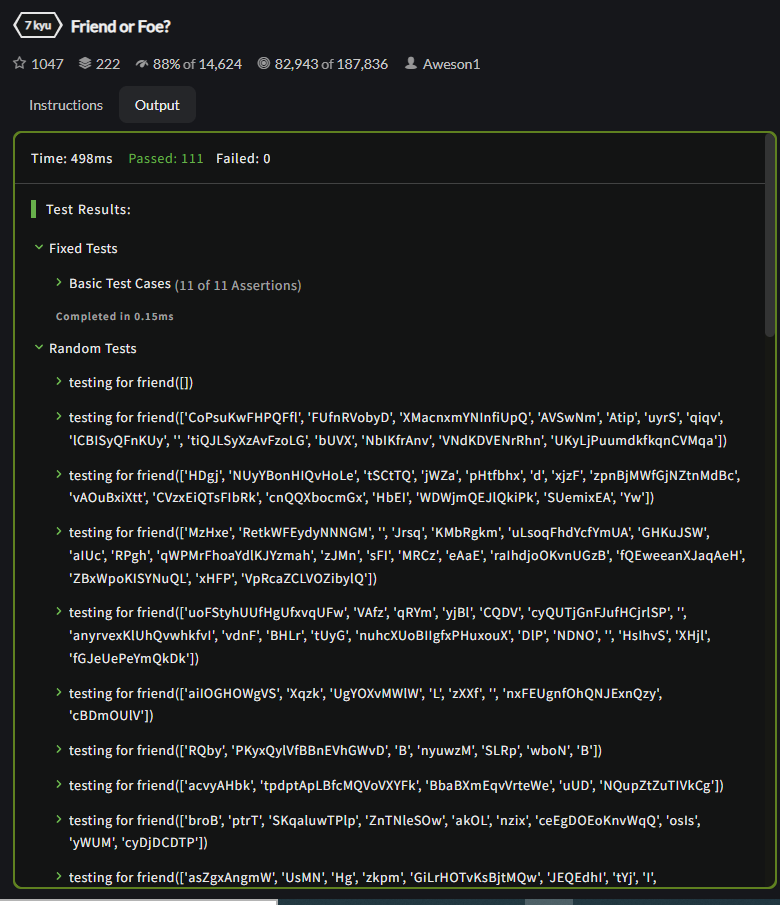 7 kyu Friend or Foe?
1047 222 88% of 14,624 82,943 of 187,836 Aweson1
Instructions Output
Time: 498ms Passed: 111 Failed: 0
Test Results:
Fixed Tests
Basic Test Cases (11 of 11 Assertions)
Completed in 0.15ms
Random Tests
testing for friend([])
testing for friend(['CoPsuKwFHPQFfl', 'FUfnRVobyD', 'XMacnxmYNInfiUpQ', 'AVSwNm', 'Atip', 'uyrS', 'qiqv',
'lCBISyQFnKUy', '', 'tiQJLSyXzAvFzoLG', 'bUVX', 'NbIKfrAnv', 'VNdKDVENrRhn', 'UKyLjPuumdkfkqnCVMqa'])
testing for friend(['HDgj', 'NUyYBonHIQvHoLe', 'tSCtTQ', 'jWZa', 'pHtfbhx', 'd', 'xjzF', 'zpnBjMWfGjNZtnMdBc',
'vAOuBxiXtt', 'CVzxEiQTsFIbRk', 'cnQQXbocmGx', 'HbEI', 'WDWjmQEJlQkiPk', 'SUemixEA', 'Yw'])
testing for friend(['MzHxe', 'RetkWFEydyNNNGM', '', 'Jrsq', 'KMbRgkm', 'uLsoqFhdYcfYmUA', 'GHKuJSW',
'aIUc', 'RPgh', 'qWPMrFhoaYdlKJYzmah', 'zJMn', 'sFI', 'MRCz', 'eAaE', 'raIhdjoOKvnUGzB', 'fQEweeanXJaqAeH',
'ZBxWpoKISYNuQL', 'xHFP', 'VpRcaZCLVOZibylQ'])
testing for friend(['uoFStyhUUfHgUfxvqUFw', 'VAfz', 'qRYm', 'yjBl', 'CQDV', 'cyQUTjGnFJufHCjrlSP', '',
'anyrvexKlUhQvwhkfvI', 'vdnF', 'BHLr', 'tUyG', 'nuhcXUoBIIgfxPHuxouX', 'DIP', 'NDNO', '', 'HsIhvS', 'XHjl',
'fGJeUePeYmQkDk'])
testing for friend(['aiIOGHOWgVS', 'Xqzk', 'UgYOXvMWlW', 'L', 'zXXf', '', 'nxFEUgnfOhQNJExnQzy',
'cBDmOUlV'])
testing for friend(['RQby', 'PKyxQylVfBBnEVhGWvD', 'B', 'nyuwzM', 'SLRp', 'wboN', 'B'])
testing for friend(['acvyAHbk', 'tpdptApLBfcMQVoVXYFk', 'BbaBXmEqvVrteWe', 'uUD', 'NQupZtZuTIVkCg'])
testing for friend(['broB', 'ptrT', 'SKqaluwTPlp', 'ZnTNleSOw', 'akOL', 'nzix', 'ceEgDOEoKnvWqQ', 'osIs',
'yWUM', 'cyDjDCDTP'])
testing for friend(['asZgxAngmW', 'UsMN', 'Hg', 'zkpm', 'GiLrHOTvKsBjtMQw', 'JEQEdhI', 'tYj', 'I',